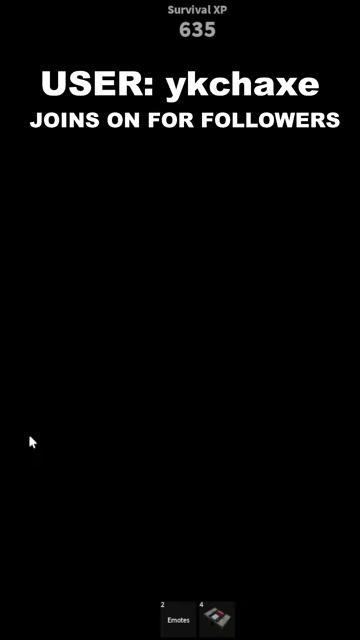 Survival XP
635
USER: ykchaxe
JOINS ON FOR FOLLOWERS
2
4
Emotes